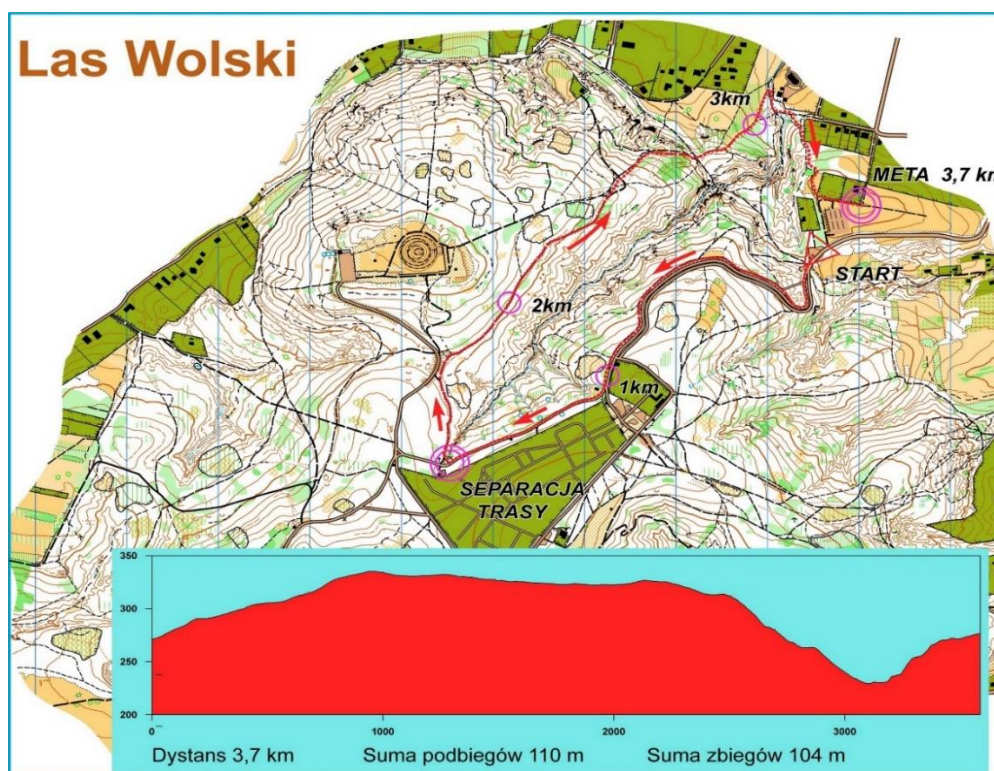 Las Wolski
3km
META 3,7 km
START
2km
1km
SEPARACJA
TRASY
350
300
250
200
0
1000
2000
3000
Dystans 3,7 km
Suma podbiegów 110 m
Suma zbiegów 104 m